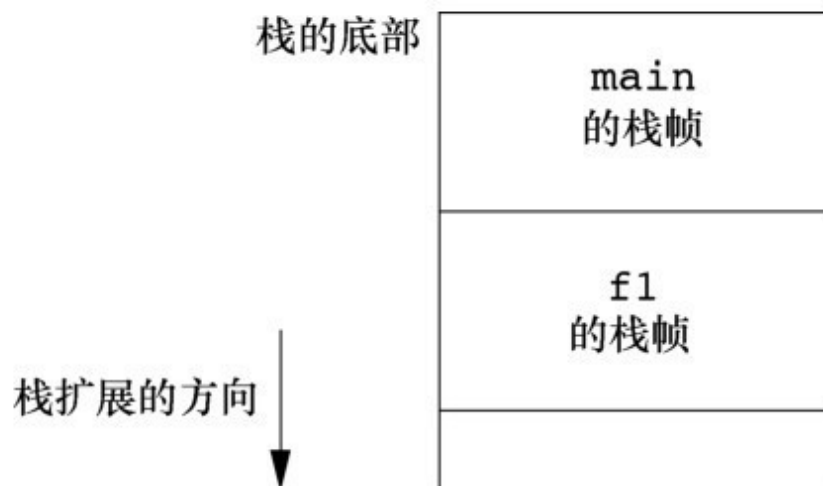 栈的底部
main
的栈帧
f1
的栈帧
栈扩展的方向